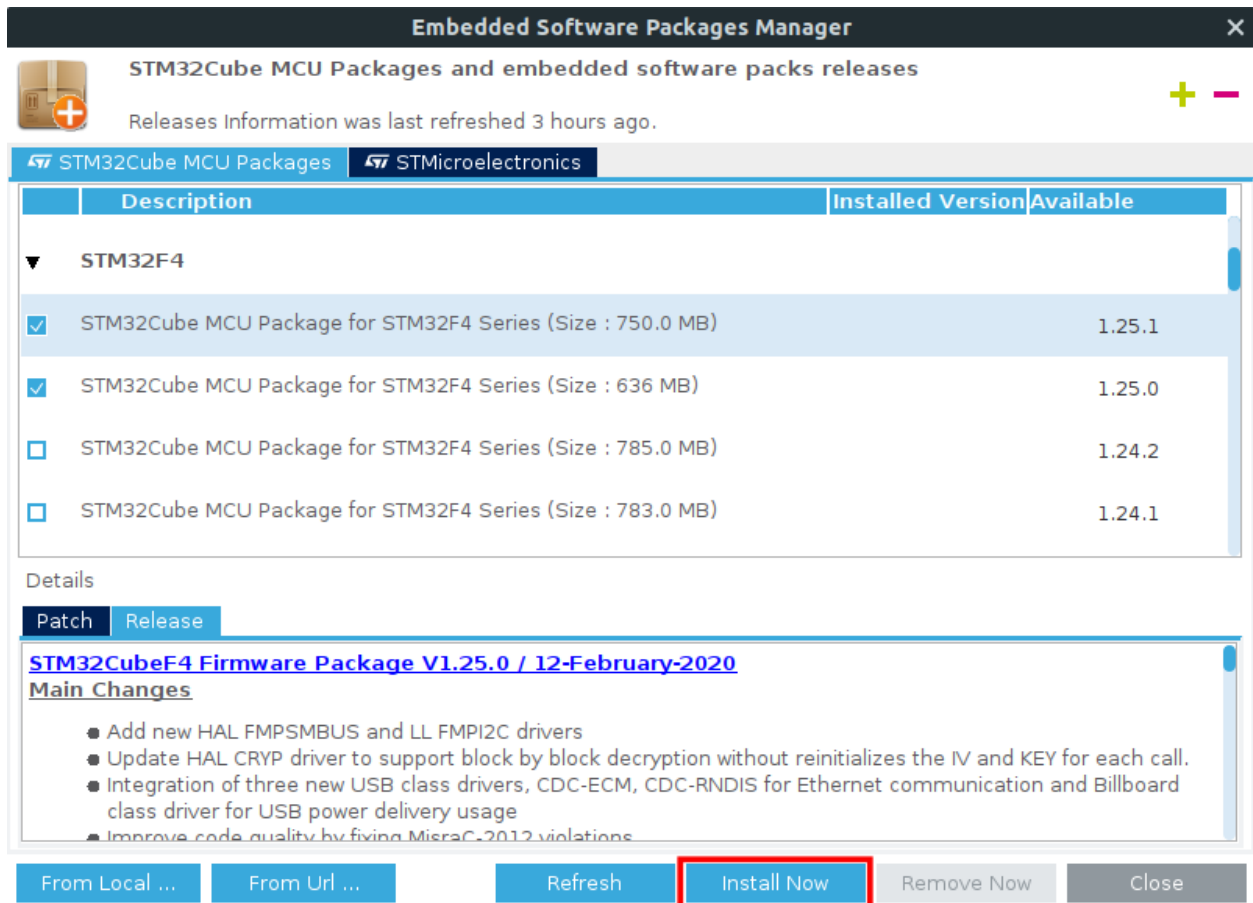 Embedded Software Packages Manager
STM32Cube MCU Packages and embedded software packs releases
Releases Information was last refreshed 3 hours ago.
STM32Cube MCU Packages STMicroelectronics
Description Installed Version Available
STM32F4
STM32Cube MCU Package for STM32F4 Series (Size : 750.0 MB) 1.25.1
STM32Cube MCU Package for STM32F4 Series (Size : 636 MB) 1.25.0
STM32Cube MCU Package for STM32F4 Series (Size : 785.0 MB) 1.24.2
STM32Cube MCU Package for STM32F4 Series (Size : 783.0 MB) 1.24.1
Details
Patch Release
STM32CubeF4 Firmware Package V1.25.0 / 12-February-2020
Main Changes
Add new HAL FMPSMBUS and LL FMPI2C drivers
Update HAL CRYP driver to support block by block decryption without reinitializes the IV and KEY for each call.
Integration of three new USB class drivers, CDC-ECM, CDC-RNDIS for Ethernet communication and Billboard
class driver for USB power delivery usage
Improve code quality by fixing MisraC-2012 violations
From Local ... From Url ... Refresh Install Now Remove Now Close